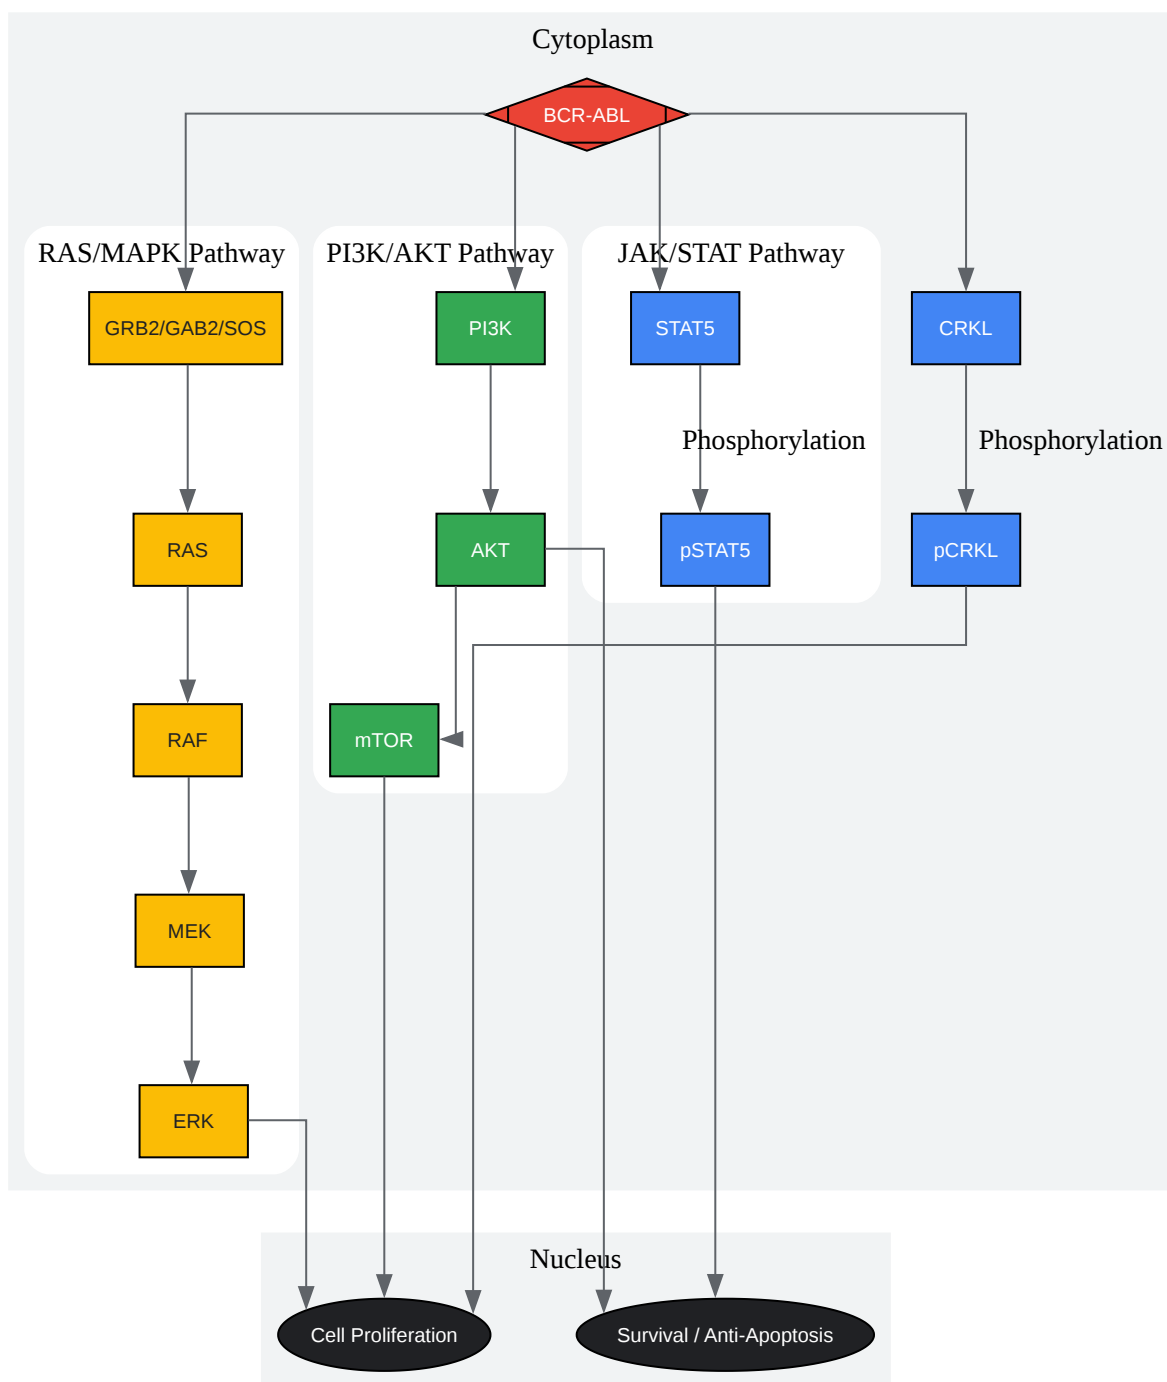 Cytoplasm
BCR-ABL
RAS/MAPK Pathway
PI3K/AKT Pathway
JAK/STAT Pathway
GRB2/GAB2/SOS
PI3K
STAT5
CRKL
Phosphorylation
Phosphorylation
RAS
AKT
pSTAT5
pCRKL
RAF
mTOR
MEK
ERK
Nucleus
Cell Proliferation
Survival / Anti-Apoptosis